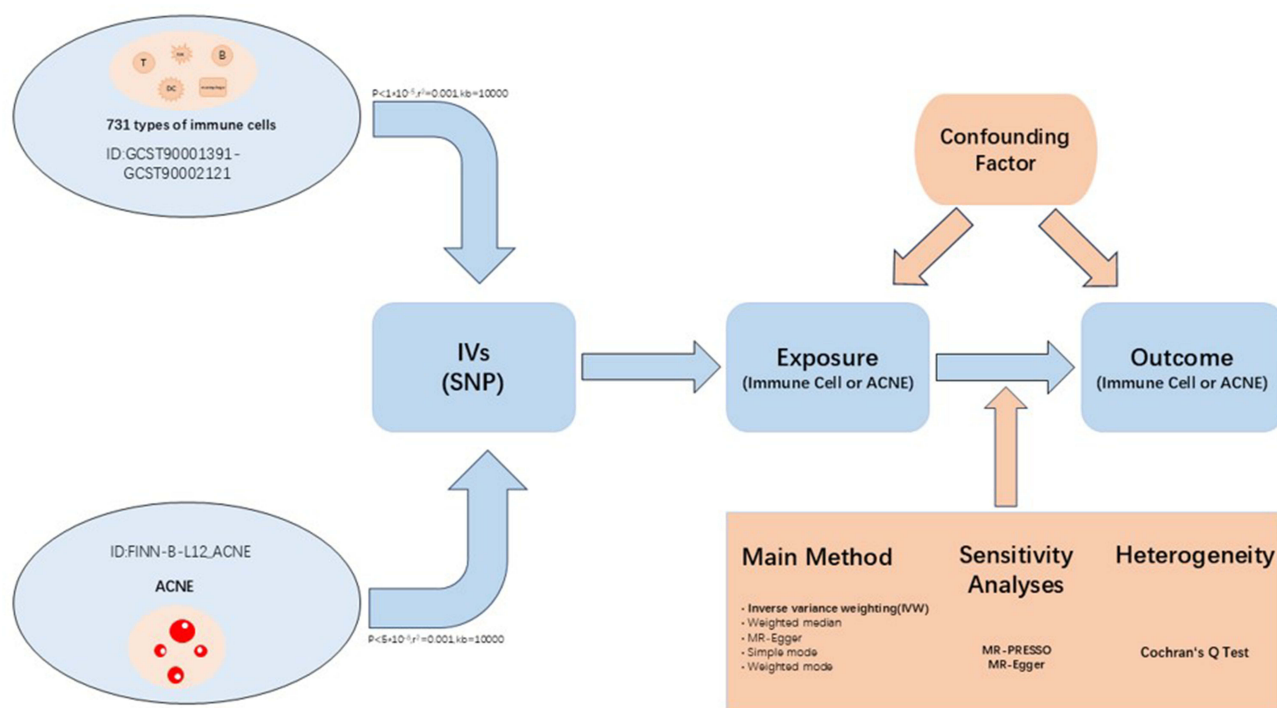 T
B
DC
731 types of immune cells
ID:GCST90001391-
GCST90002121
P<1×10⁻⁵,r²=0.001,kb=10000
Confounding
Factor
IVs
(SNP)
Exposure
(Immune Cell or ACNE)
Outcome
(Immune Cell or ACNE)
ID:FINN-B-L12_ACNE
ACNE
r²=0.001,kb=10000
Main Method
· Inverse variance weighting(IVW)
· Weighted median
· MR-Egger
· Simple mode
· Weighted mode
Sensitivity
Analyses
MR-PRESSO
MR-Egger
Heterogeneity
Cochran's Q Test